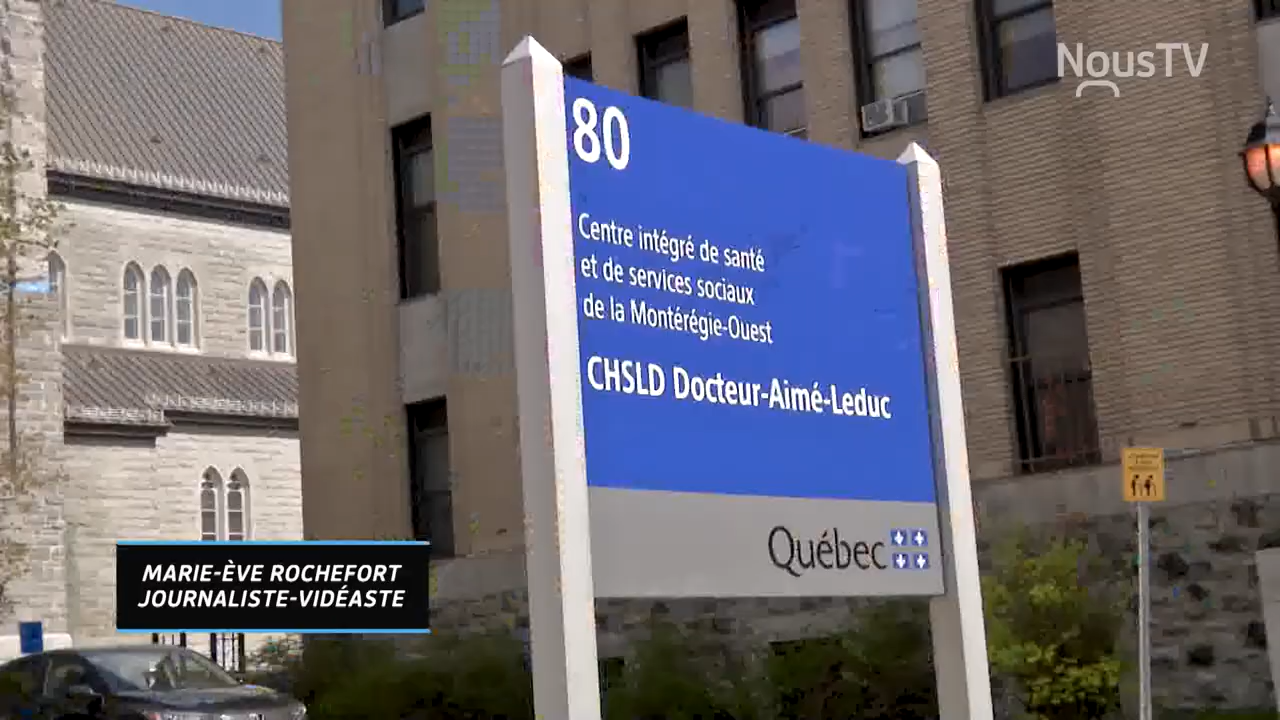 NousTV
80
Centre intégré de santé
et de services sociaux
de la Montérégie-Ouest
CHSLD Docteur-Aimé-Leduc
Québec
MARIE-ÈVE ROCHEFORT
JOURNALISTE-VIDÉASTE